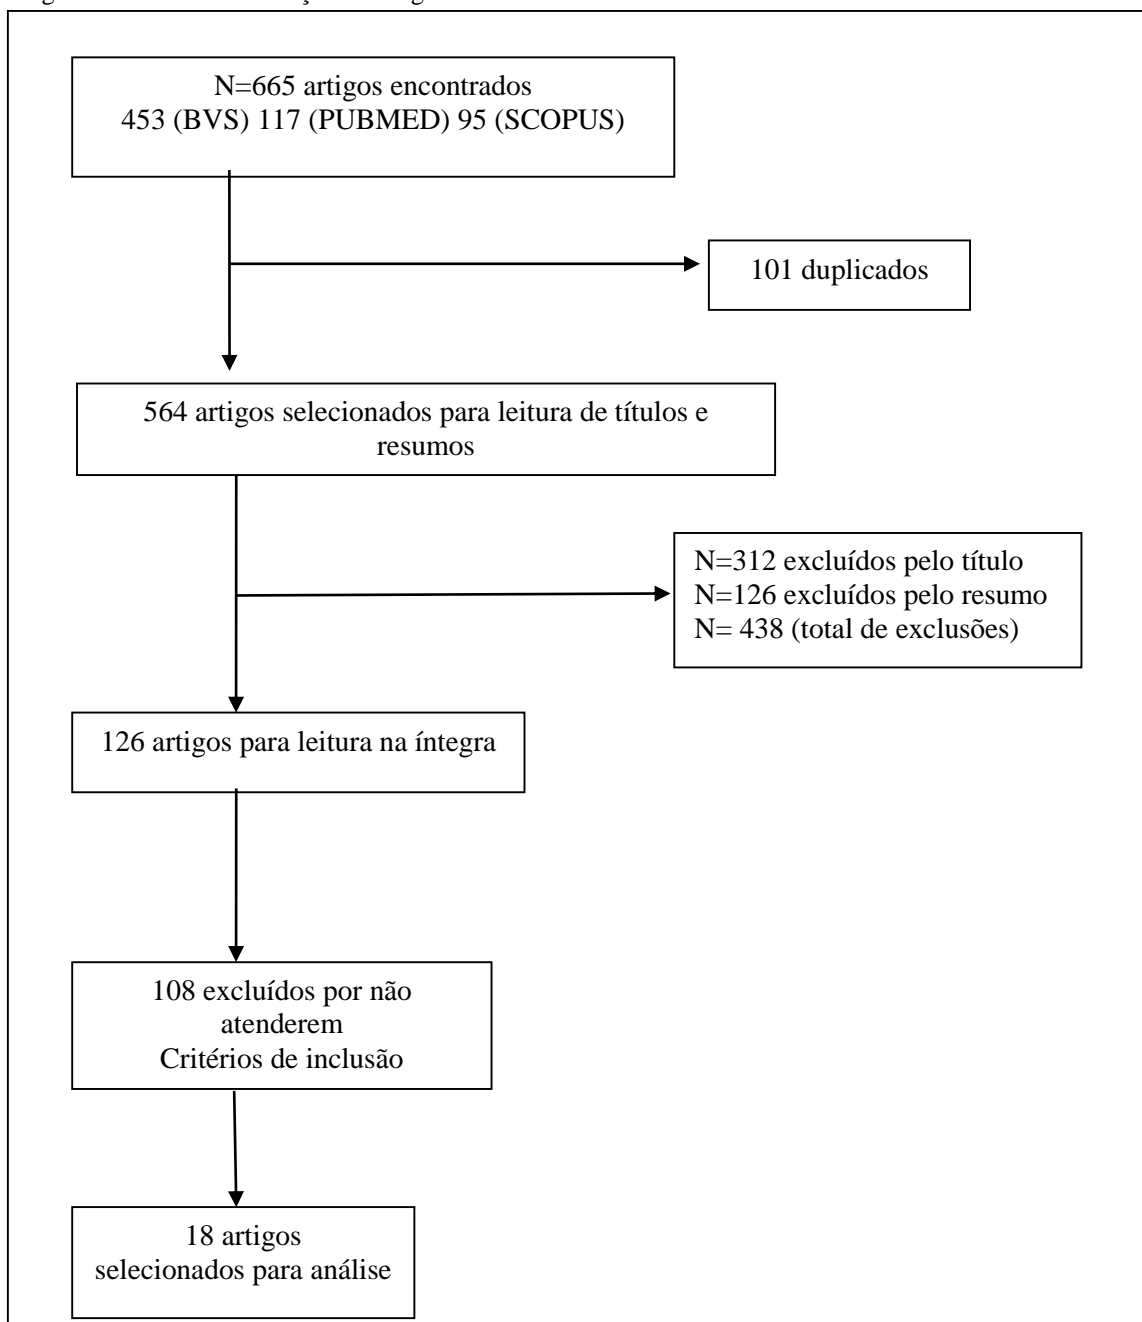 N=665 artigos encontrados
453 (BVS) 117 (PUBMED) 95 (SCOPUS)
101 duplicados
564 artigos selecionados para leitura de títulos e
resumos
N=312 excluídos pelo título
N=126 excluídos pelo resumo
N= 438 (total de exclusões)
126 artigos para leitura na íntegra
108 excluídos por não
atenderem
Critérios de inclusão
18 artigos
selecionados para análise